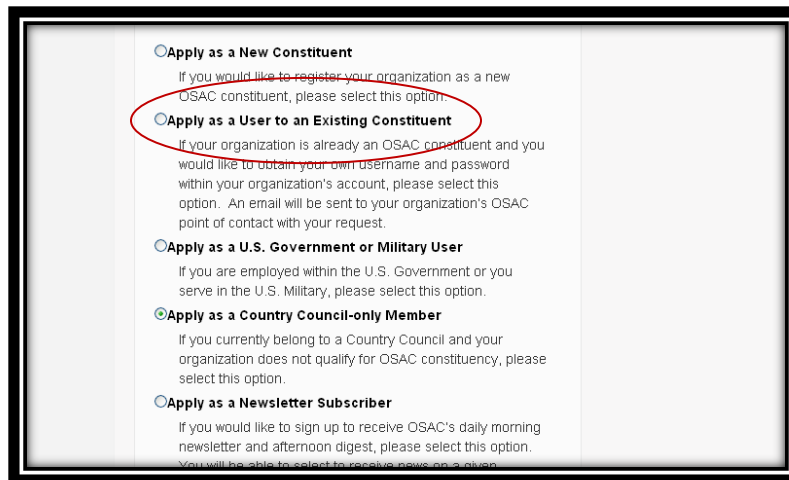 Apply as a New Constituent
If you would like to register your organization as a new
OSAC constituent, please select this option.
Apply as a User to an Existing Constituent
If your organization is already an OSAC constituent and you
would like to obtain your own username and password
within your organization's account, please select this
option. An email will be sent to your organization's OSAC
point of contact with your request.
Apply as a U.S. Government or Military User
If you are employed within the U.S. Government or you
serve in the U.S. Military, please select this option.
Apply as a Country Council-only Member
If you currently belong to a Country Council and your
organization does not qualify for OSAC constituency, please
select this option.
Apply as a Newsletter Subscriber
If you would like to sign up to receive OSAC's daily morning
newsletter and afternoon digest, please select this option.
You will be able to select to receive news on a given